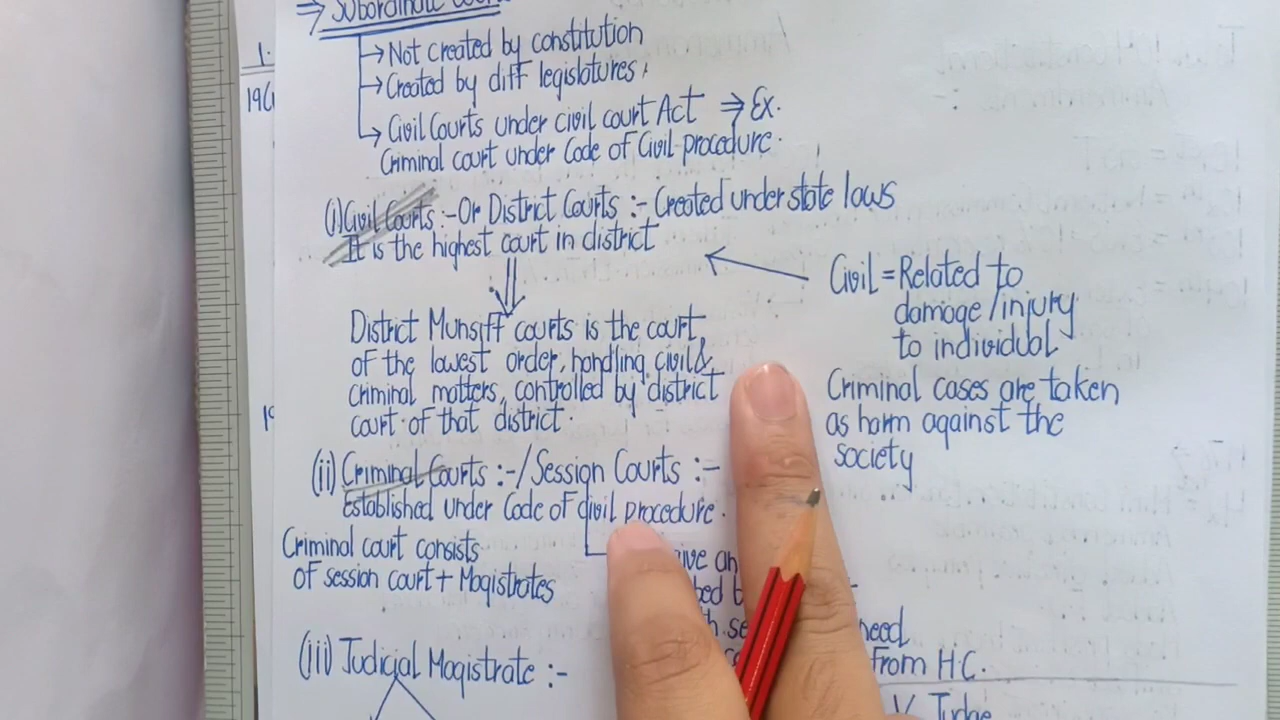 ⇒ Subordinate
→ Not created by constitution
→ Created by diff legislatures,
→ Civil Courts under civil court Act ⇒ Ex.
Criminal court under Code of Civil procedure.
(i) Civil Courts :- Or District Courts :- Created under state laws
It is the highest court in district
District Munsiff courts is the court
of the lowest order, handling civil &
criminal matters, controlled by district
court of that district.
Civil = Related to
damage/injury
to individual
Criminal cases are taken
as harm against the
society
(ii) Criminal Courts :-/Session Courts :-
Established under Code of civil procedure.
Criminal court consists
of session court + Magistrates
need
from H.C.
(iii) Judicial Magistrate :-
Judge
1.
196
19